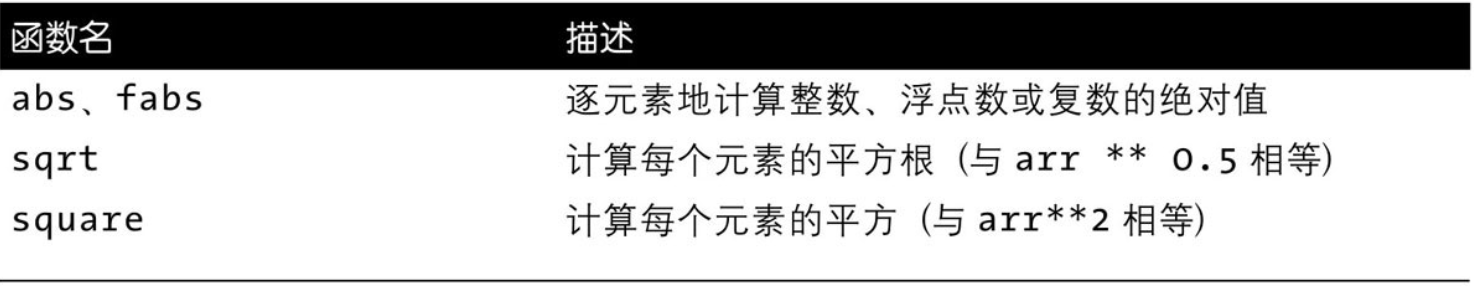 函数名 描述
abs、fabs 逐元素地计算整数、浮点数或复数的绝对值
sqrt 计算每个元素的平方根（与 arr ** 0.5 相等）
square 计算每个元素的平方（与 arr**2 相等）